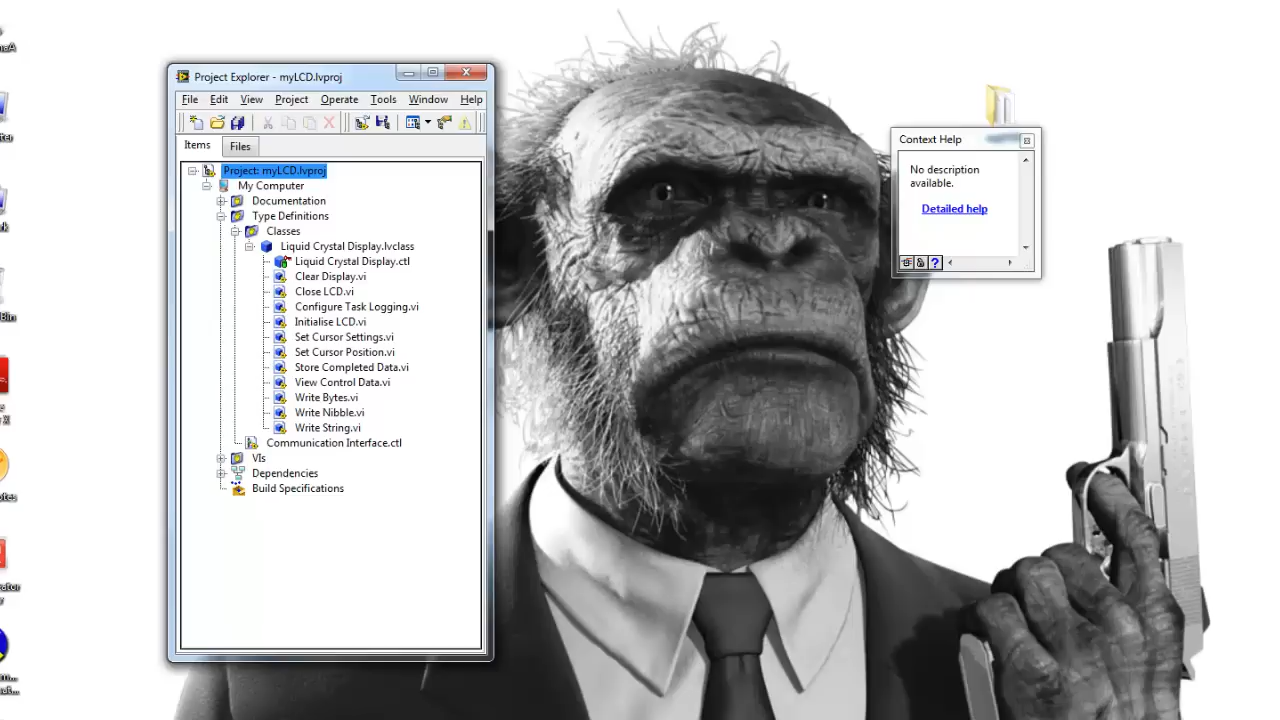 Project Explorer - myLCD.lvproj
File Edit View Project Operate Tools Window Help
Items Files
Project: myLCD.lvproj
My Computer
Documentation
Type Definitions
Classes
Liquid Crystal Display.lvclass
Liquid Crystal Display.ctl
Clear Display.vi
Close LCD.vi
Configure Task Logging.vi
Initialise LCD.vi
Set Cursor Settings.vi
Set Cursor Position.vi
Store Completed Data.vi
View Control Data.vi
Write Bytes.vi
Write Nibble.vi
Write String.vi
Communication Interface.ctl
VIs
Dependencies
Build Specifications
Context Help
No description
available.
Detailed help
?
Bin